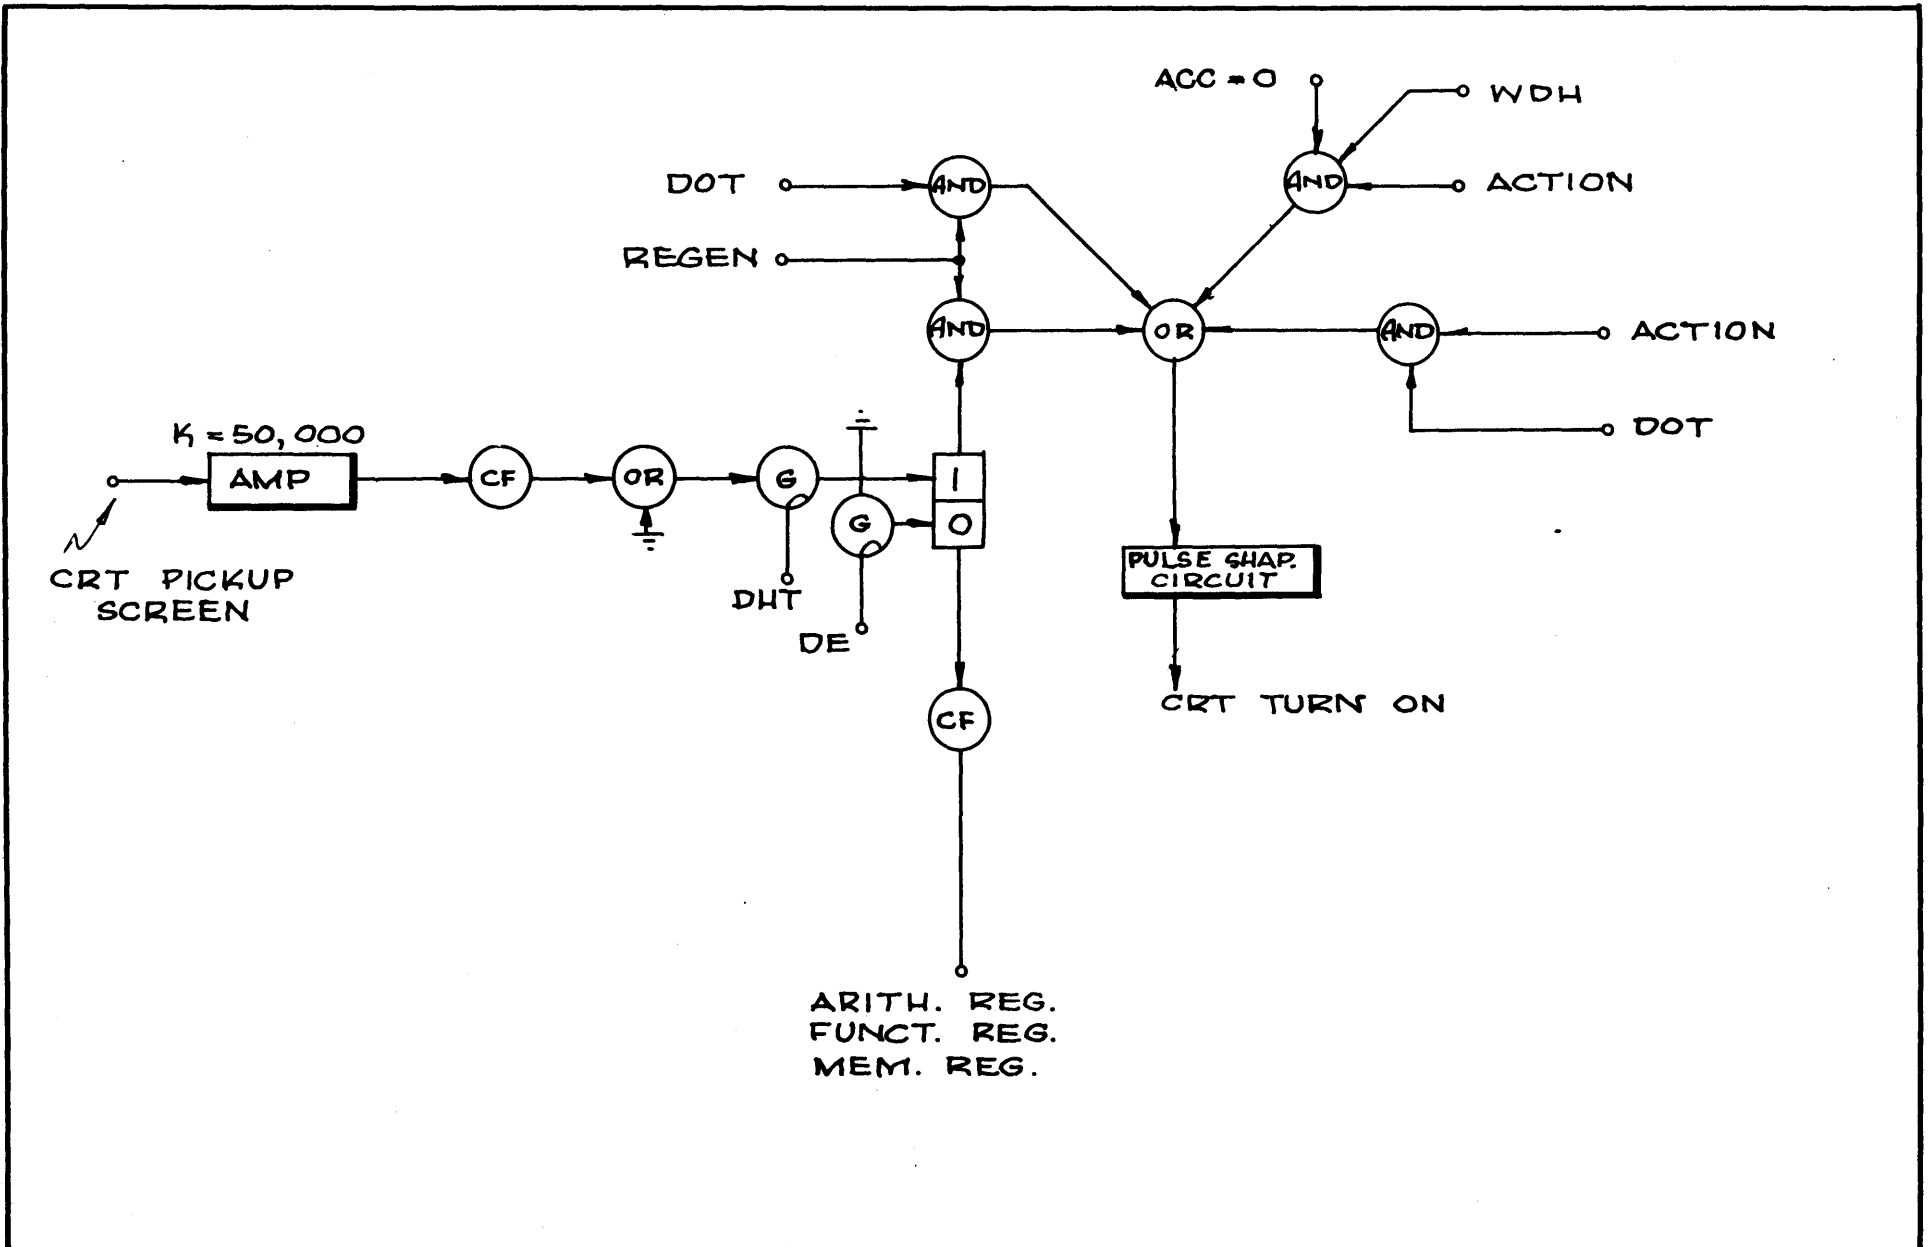 ACC = 0
WDH
DOT
AND
AND
ACTION
REGEN
AND
OR
AND
ACTION
DOT
K = 50,000
AMP
CF
OR
G
1
G
0
CRT PICKUP
SCREEN
DHT
DE
PULSE SHAP.
CIRCUIT
CF
CRT TURN ON
ARITH. REG.
FUNCT. REG.
MEM. REG.